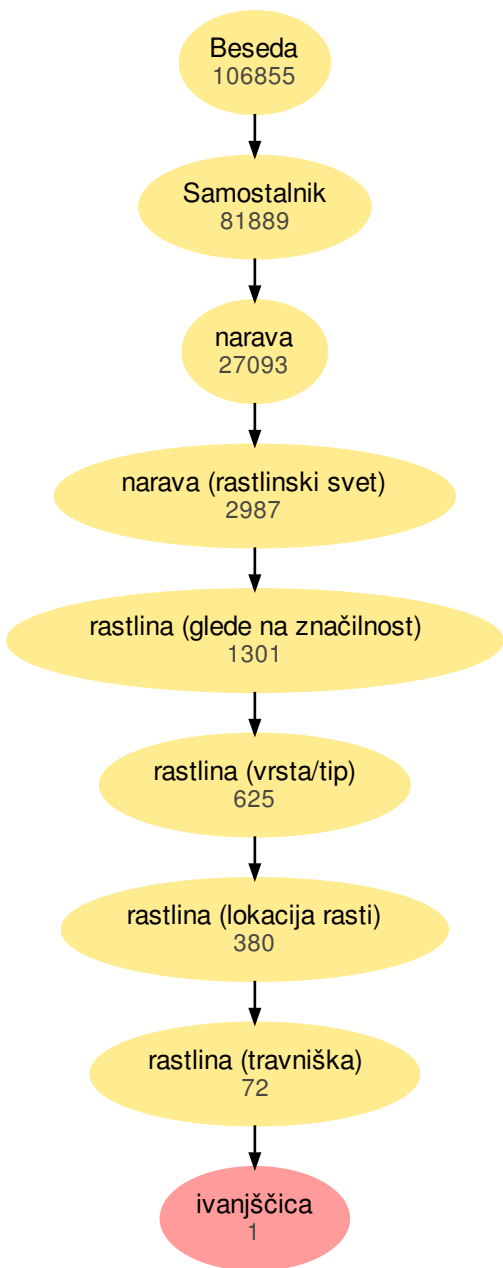 Beseda
106855
Samostalnik
81889
narava
27093
narava (rastlinski svet)
2987
rastlina (glede na značilnost)
1301
rastlina (vrsta/tip)
625
rastlina (lokacija rasti)
380
rastlina (travniška)
72
ivanjščica
1